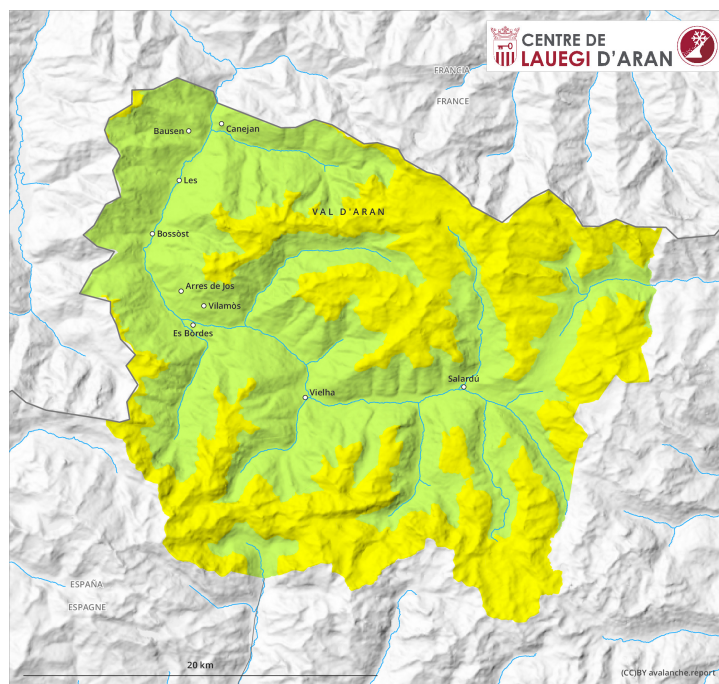 CENTRE DE
LAUEGI D'ARAN
FRANCIA
FRANCE
Bausen
Canejan
Les
VAL D'ARAN
Bossòst
Arres de Jos
Vilamòs
Es Bòrdes
Salardú
Vielha
ESPAÑA
ESPAGNE
20 km
(CC)BY avalanche.report